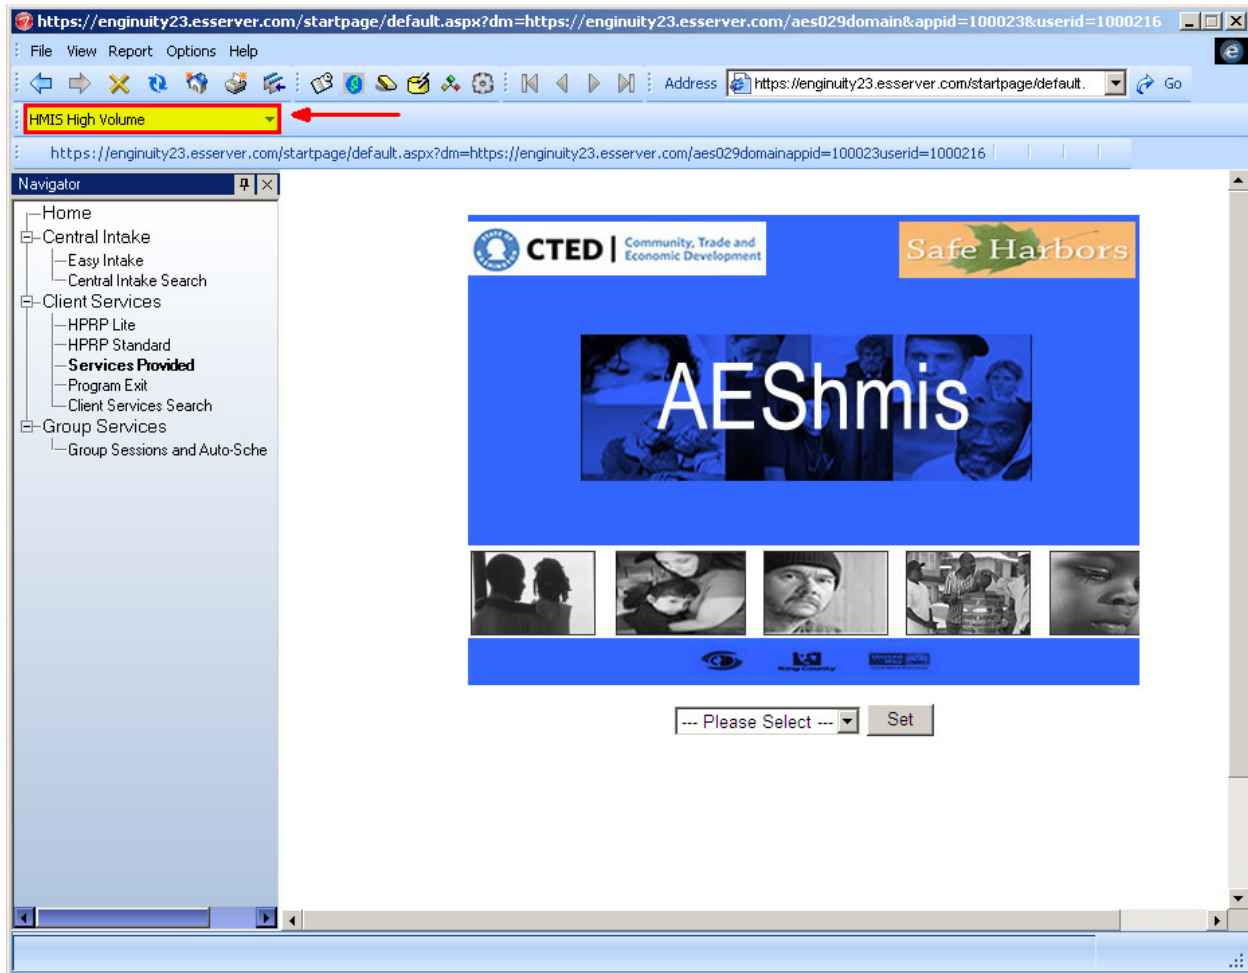 https://enginuity23.esserver.com/startpage/default.aspx?dm=https://enginuity23.esserver.com/aes029domain&appid=100023&userid=1000216
File View Report Options Help
Address https://enginuity23.esserver.com/startpage/default. Go
HMIS High Volume
https://enginuity23.esserver.com/startpage/default.aspx?dm=https://enginuity23.esserver.com/aes029domainappid=100023userid=1000216
Navigator
Home
Central Intake
Easy Intake
Central Intake Search
Client Services
HPRP Lite
HPRP Standard
Services Provided
Program Exit
Client Services Search
Group Services
Group Sessions and Auto-Sche
CTED
Community, Trade and
Economic Development
Safe Harbors
AEShmis
King County
--- Please Select ---
Set